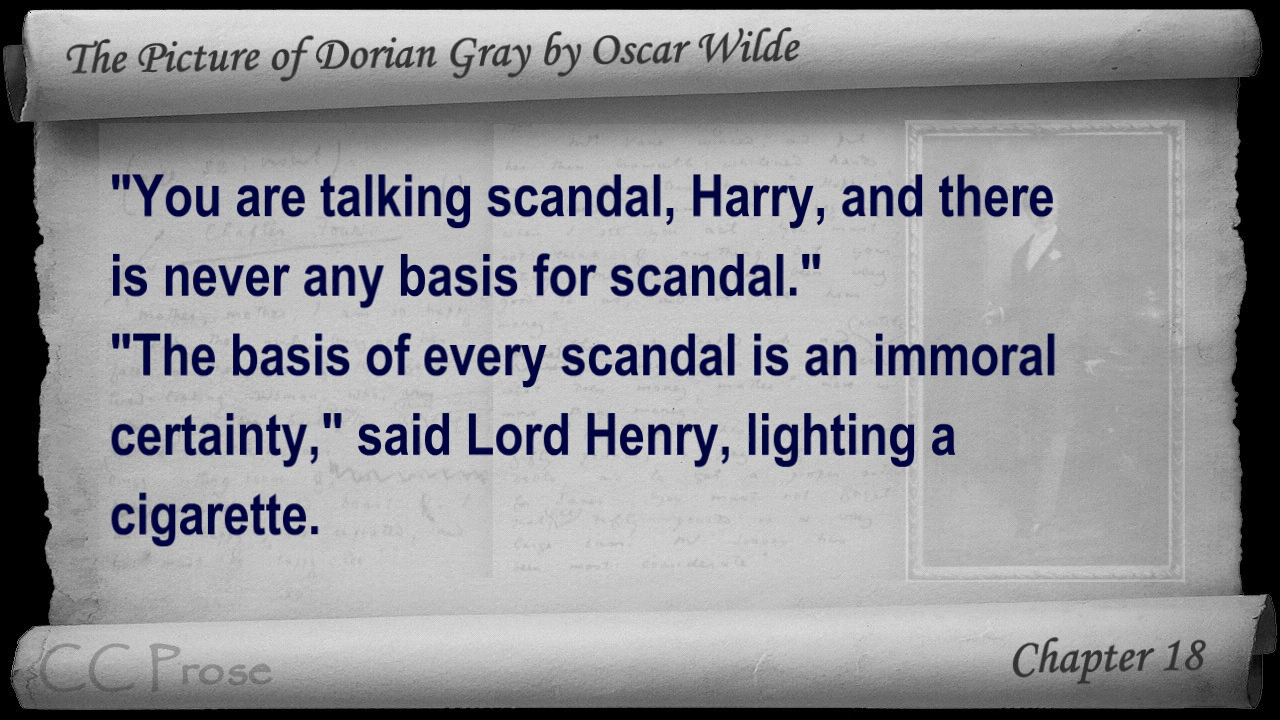 The Picture of Dorian Gray by Oscar Wilde
"You are talking scandal, Harry, and there
is never any basis for scandal."
"The basis of every scandal is an immoral
certainty," said Lord Henry, lighting a
cigarette.
CC Prose
Chapter 18